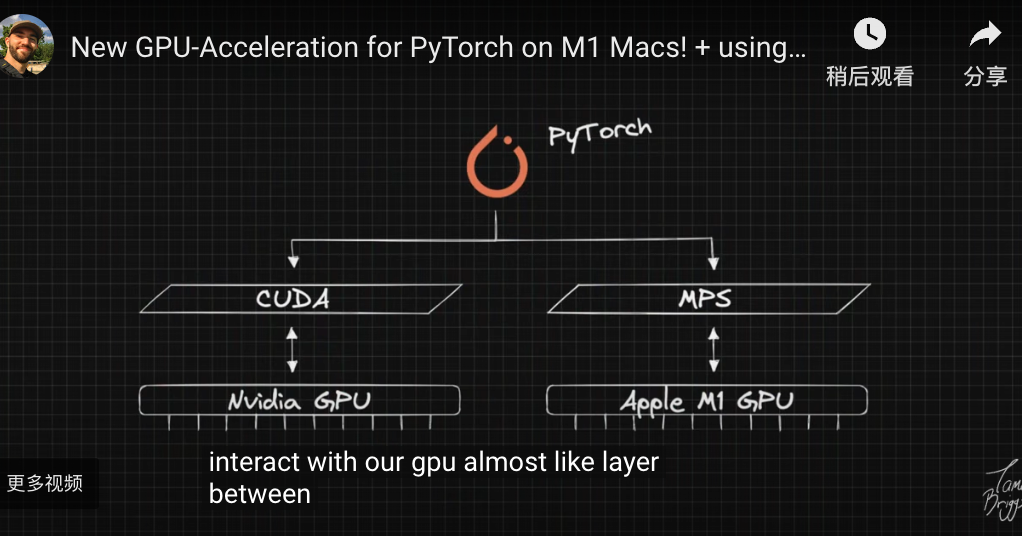 New GPU-Acceleration for PyTorch on M1 Macs! + using...
稍后观看
分享
PyTorch
CUDA
MPS
Nvidia GPU
Apple M1 GPU
interact with our gpu almost like layer
between
更多视频